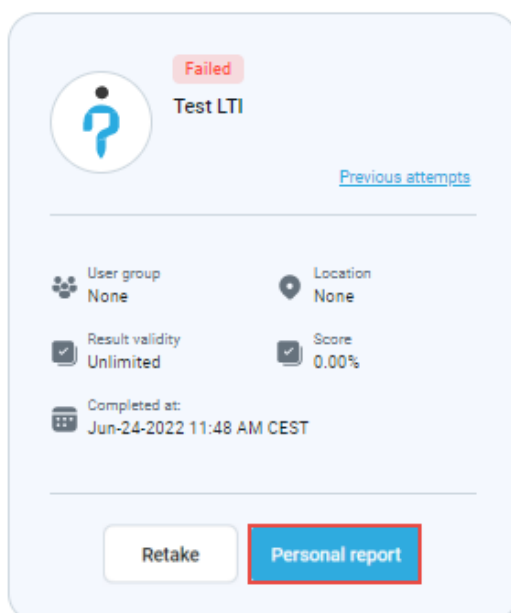 Failed
Test LTI
Previous attempts
User group
None
Location
None
Result validity
Unlimited
Score
0.00%
Completed at:
Jun-24-2022 11:48 AM CEST
Retake
Personal report